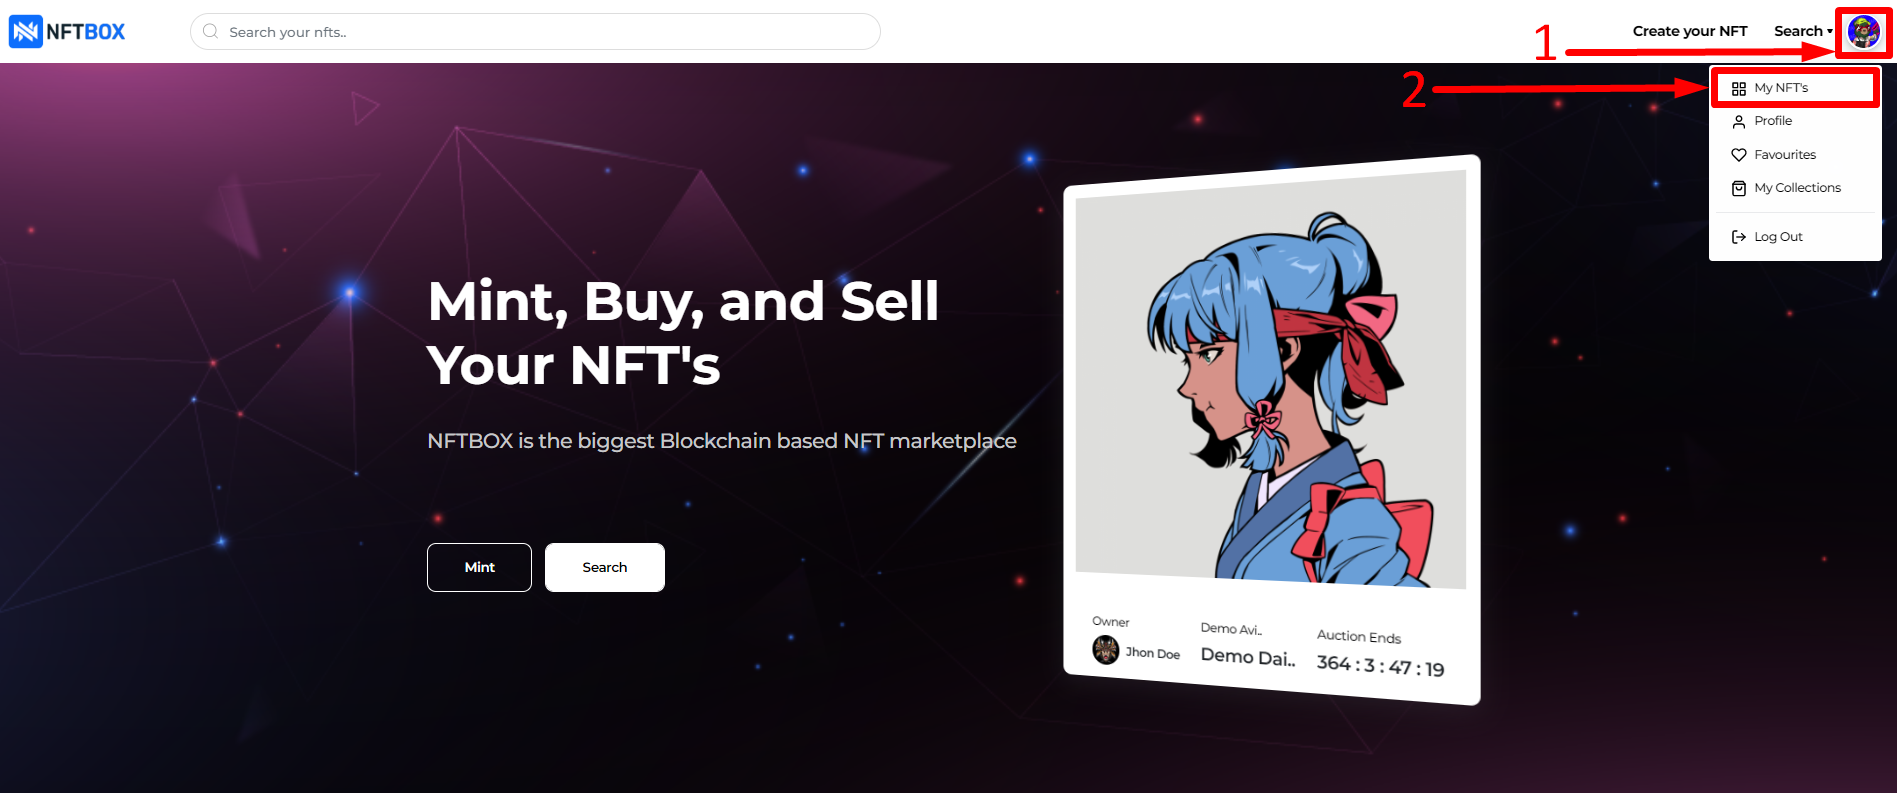 NFTBOX
Search your nfts..
Create your NFT
Search
1
2
My NFT's
Profile
Favourites
My Collections
Log Out
Mint, Buy, and Sell
Your NFT's
NFTBOX is the biggest Blockchain based NFT marketplace
Mint
Search
Owner
Jhon Doe
Demo Avi..
Demo Dai..
Auction Ends
364 : 3 : 47 : 19